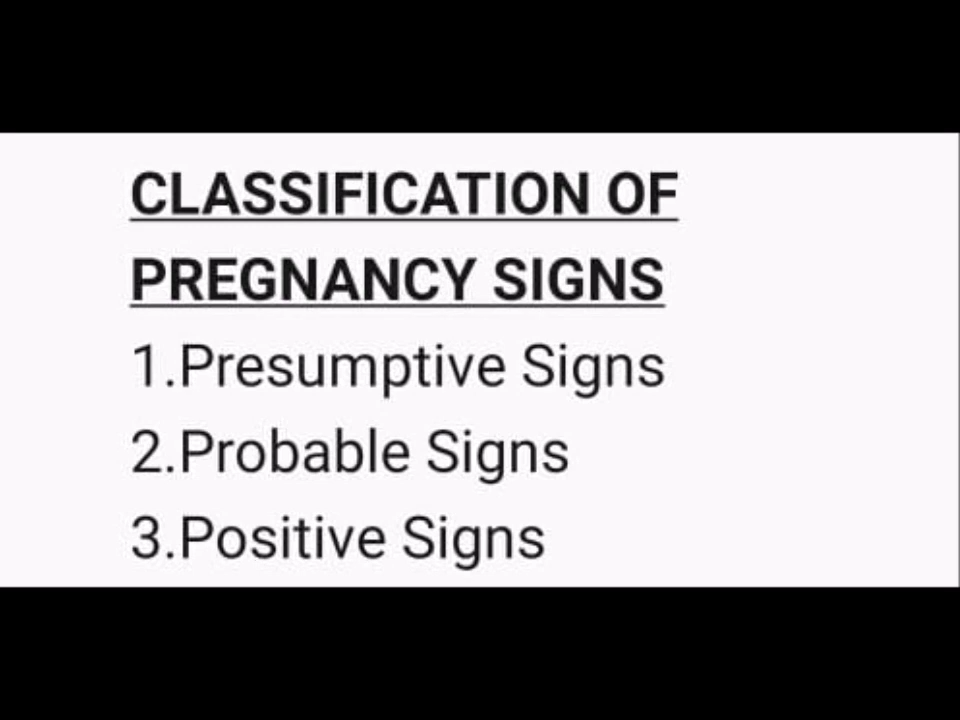 CLASSIFICATION OF
PREGNANCY SIGNS
1.Presumptive Signs
2.Probable Signs
3.Positive Signs